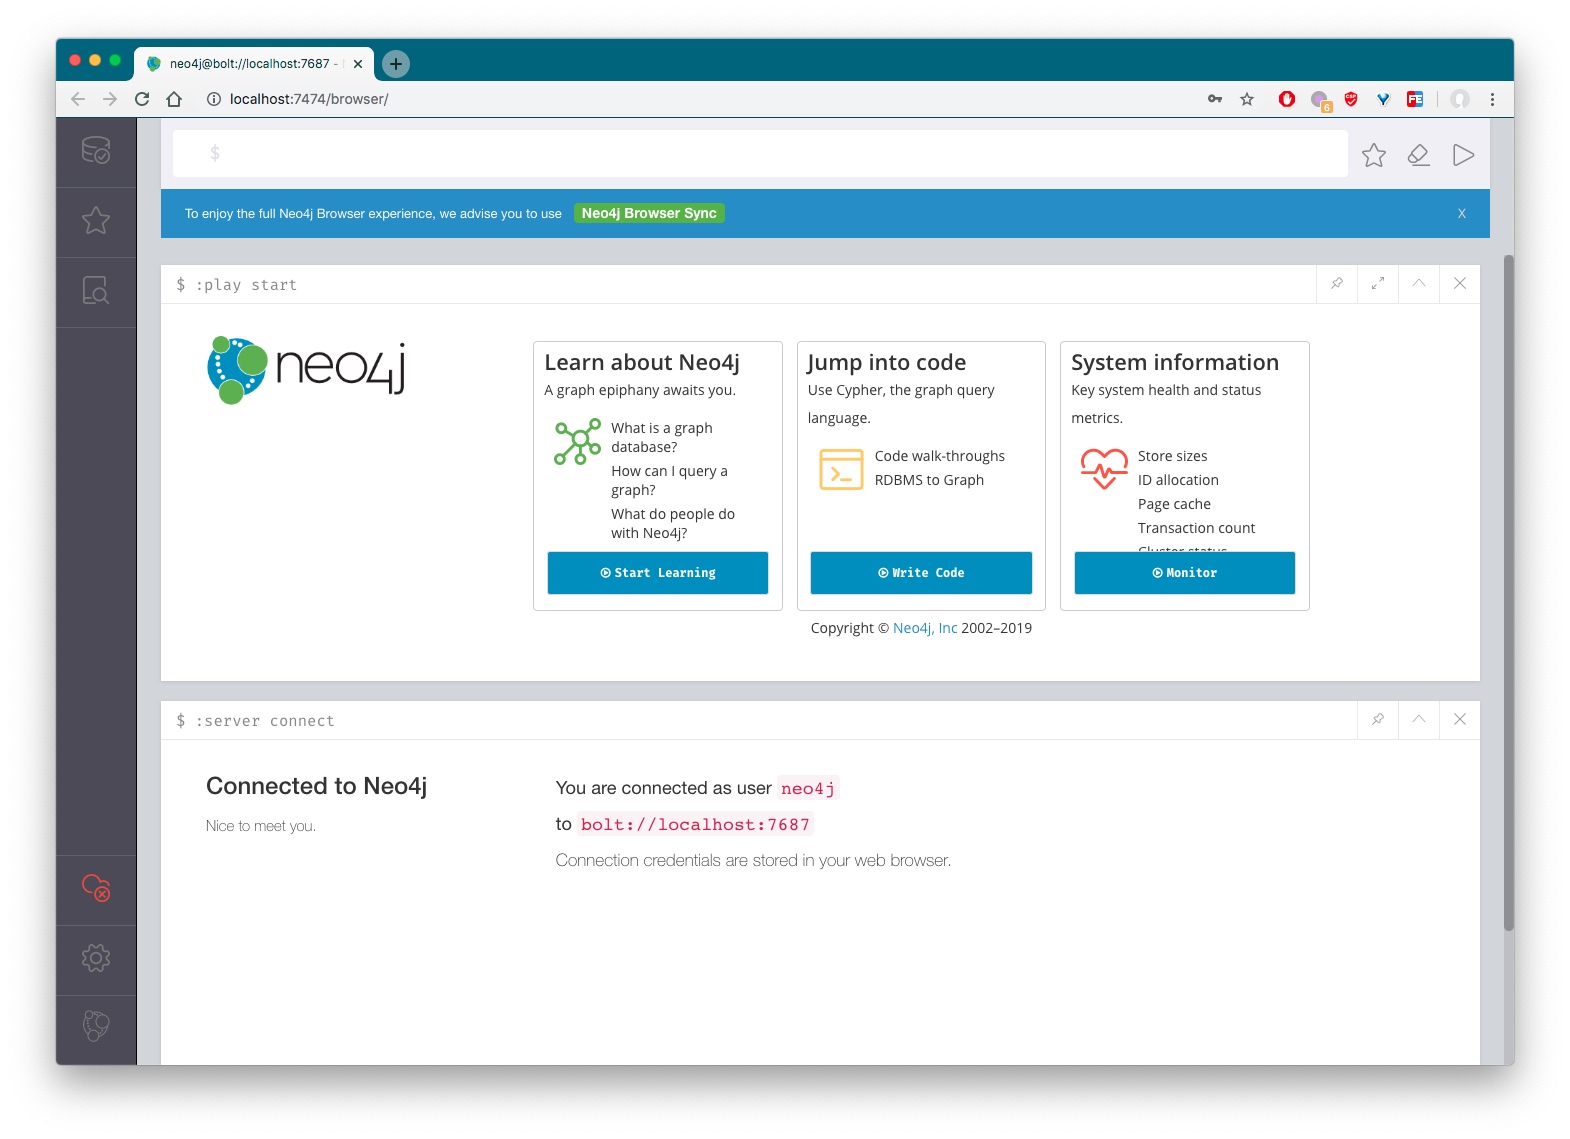 neo4j@bolt://localhost:7687 -
localhost:7474/browser/
6
CSP
FE
$
To enjoy the full Neo4j Browser experience, we advise you to use Neo4j Browser Sync
X
$ :play start
neo4j
Learn about Neo4j
A graph epiphany awaits you.
What is a graph
database?
How can I query a
graph?
What do people do
with Neo4j?
Start Learning
Jump into code
Use Cypher, the graph query
language.
Code walk-throughs
RDBMS to Graph
Write Code
System information
Key system health and status
metrics.
Store sizes
ID allocation
Page cache
Transaction count
Cluster status
Monitor
Copyright © Neo4j, Inc 2002–2019
$ :server connect
Connected to Neo4j
Nice to meet you.
You are connected as user neo4j
to bolt://localhost:7687
Connection credentials are stored in your web browser.